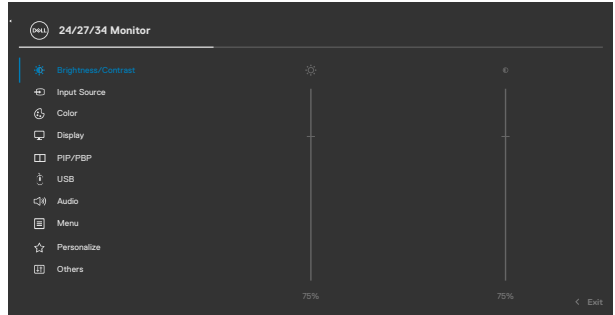 DELL
24/27/34 Monitor
Brightness/Contrast
Input Source
Color
Display
PIP/PBP
USB
Audio
Menu
Personalize
Others
75%
75%
Exit